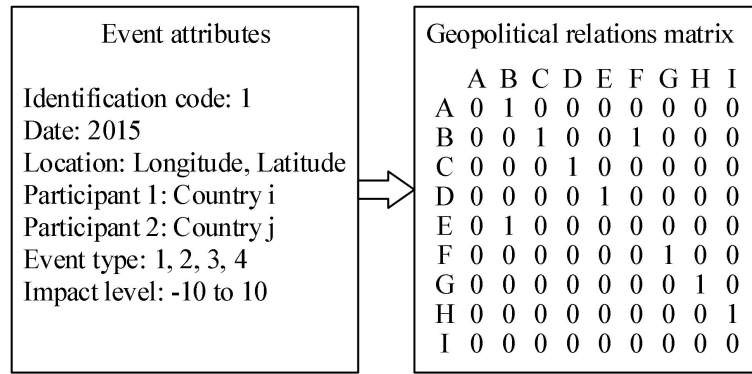 Event attributes
Identification code: 1
Date: 2015
Location: Longitude, Latitude
Participant 1: Country i
Participant 2: Country j
Event type: 1, 2, 3, 4
Impact level: -10 to 10
Geopolitical relations matrix
A B C D E F G H I
A 0 1 0 0 0 0 0 0 0
B 0 0 1 0 0 1 0 0 0
C 0 0 0 1 0 0 0 0 0
D 0 0 0 0 1 0 0 0 0
E 0 1 0 0 0 0 0 0 0
F 0 0 0 0 0 0 1 0 0
G 0 0 0 0 0 0 0 1 0
H 0 0 0 0 0 0 0 0 1
I 0 0 0 0 0 0 0 0 0